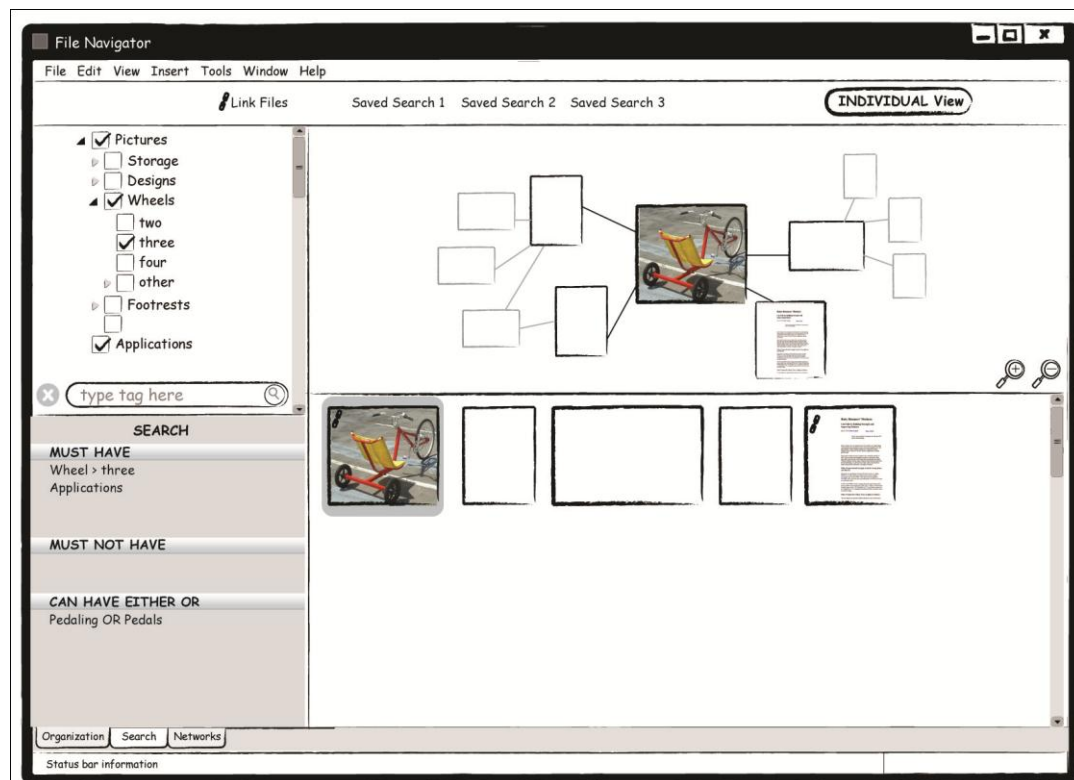 File Navigator
File Edit View Insert Tools Window Help
Link Files Saved Search 1 Saved Search 2 Saved Search 3 INDIVIDUAL View
Pictures
Storage
Designs
Wheels
two
three
four
other
Footrests
Applications
type tag here
SEARCH
MUST HAVE
Wheel > three
Applications
MUST NOT HAVE
CAN HAVE EITHER OR
Pedaling OR Pedals
Organization Search Networks
Status bar information